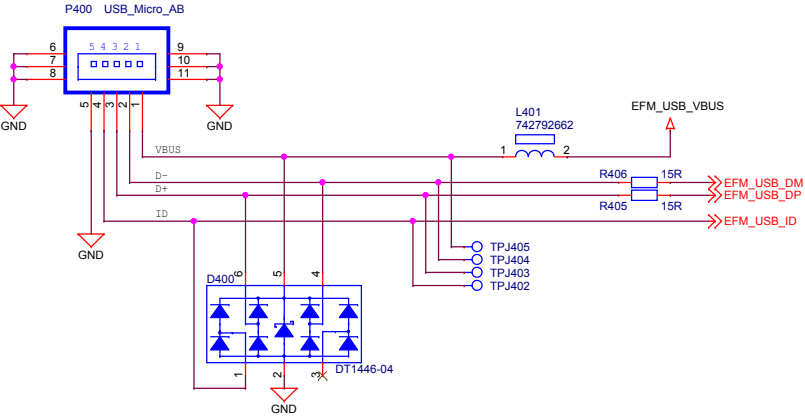 P400 USB_Micro_AB
6 5 4 3 2 1 9
7 10
8 11
5 4 3 2 1
GND GND
L401
742792662
EFM_USB_VBUS
VBUS 1 2
D- R406 15R EFM_USB_DM
D+ EFM_USB_DP
R405 15R
ID EFM_USB_ID
GND
TPJ405
TPJ404
TPJ403
TPJ402
D400 6 5 4
1 2 3 DT1446-04
GND